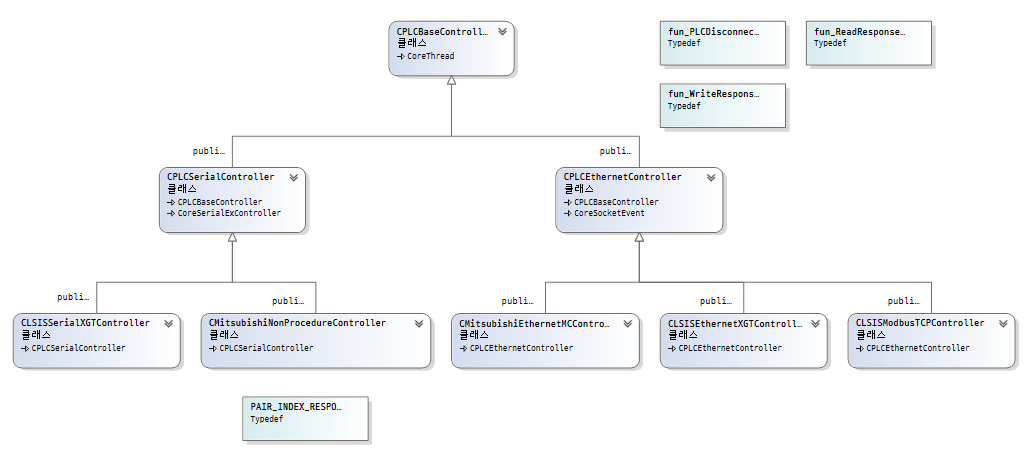 CPLCBaseControll...
클래스
CoreThread
fun_PLCDisconnec...
Typedef
fun_ReadResponse...
Typedef
fun_WriteRespons...
Typedef
publi...
publi...
CPLCSerialController
클래스
CPLCBaseController
CoreSerialExController
CPLCEthernetController
클래스
CPLCBaseController
CoreSocketEvent
publi...
publi...
publi...
publi...
publi...
CLSISSerialXGTController
클래스
CPLCSerialController
CMitsubishiNonProcedureController
클래스
CPLCSerialController
CMitsubishiEthernetMCContro...
클래스
CPLCEthernetController
CLSISEthernetXGTControll...
클래스
CPLCEthernetController
CLSISModbusTCPController
클래스
CPLCEthernetController
PAIR_INDEX_RESPO...
Typedef